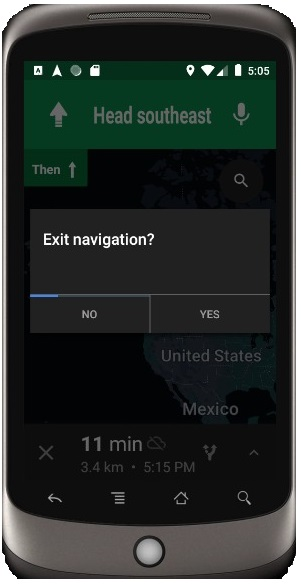 5:05
Head southeast
Then
Exit navigation?
NO
YES
United States
Mexico
11 min
3.4 km • 5:15 PM